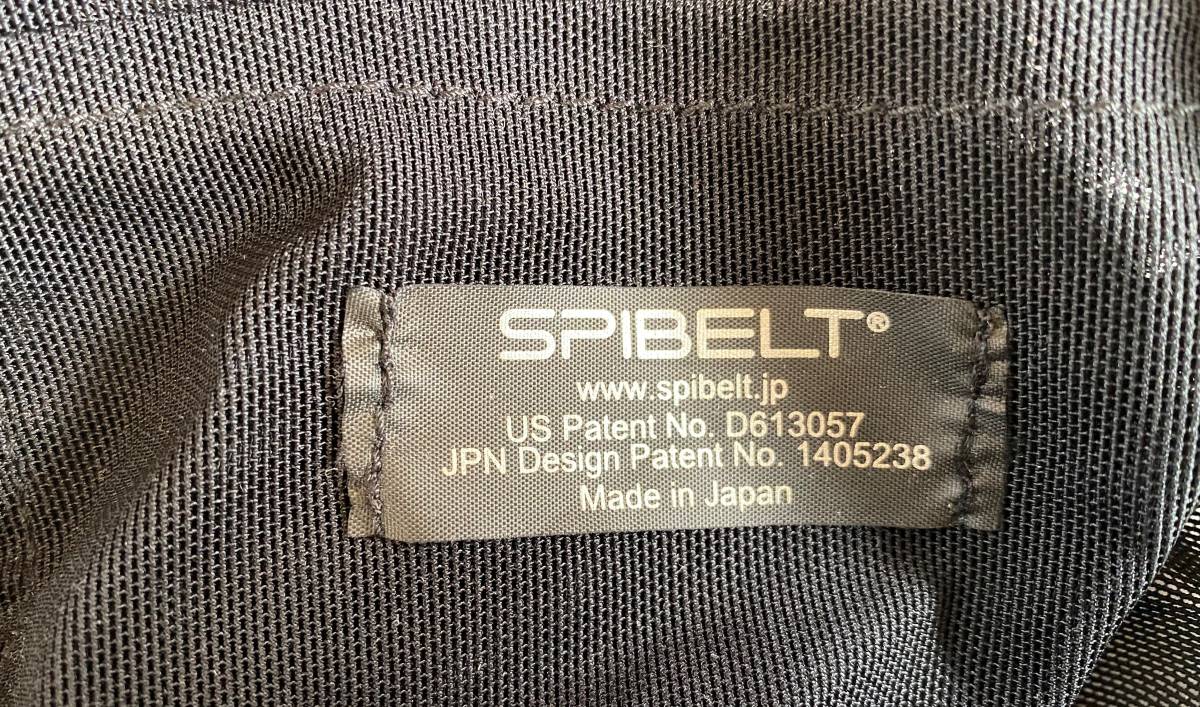 SPIBELT®
www.spibelt.jp
US Patent No. D613057
JPN Design Patent No. 1405238
Made in Japan